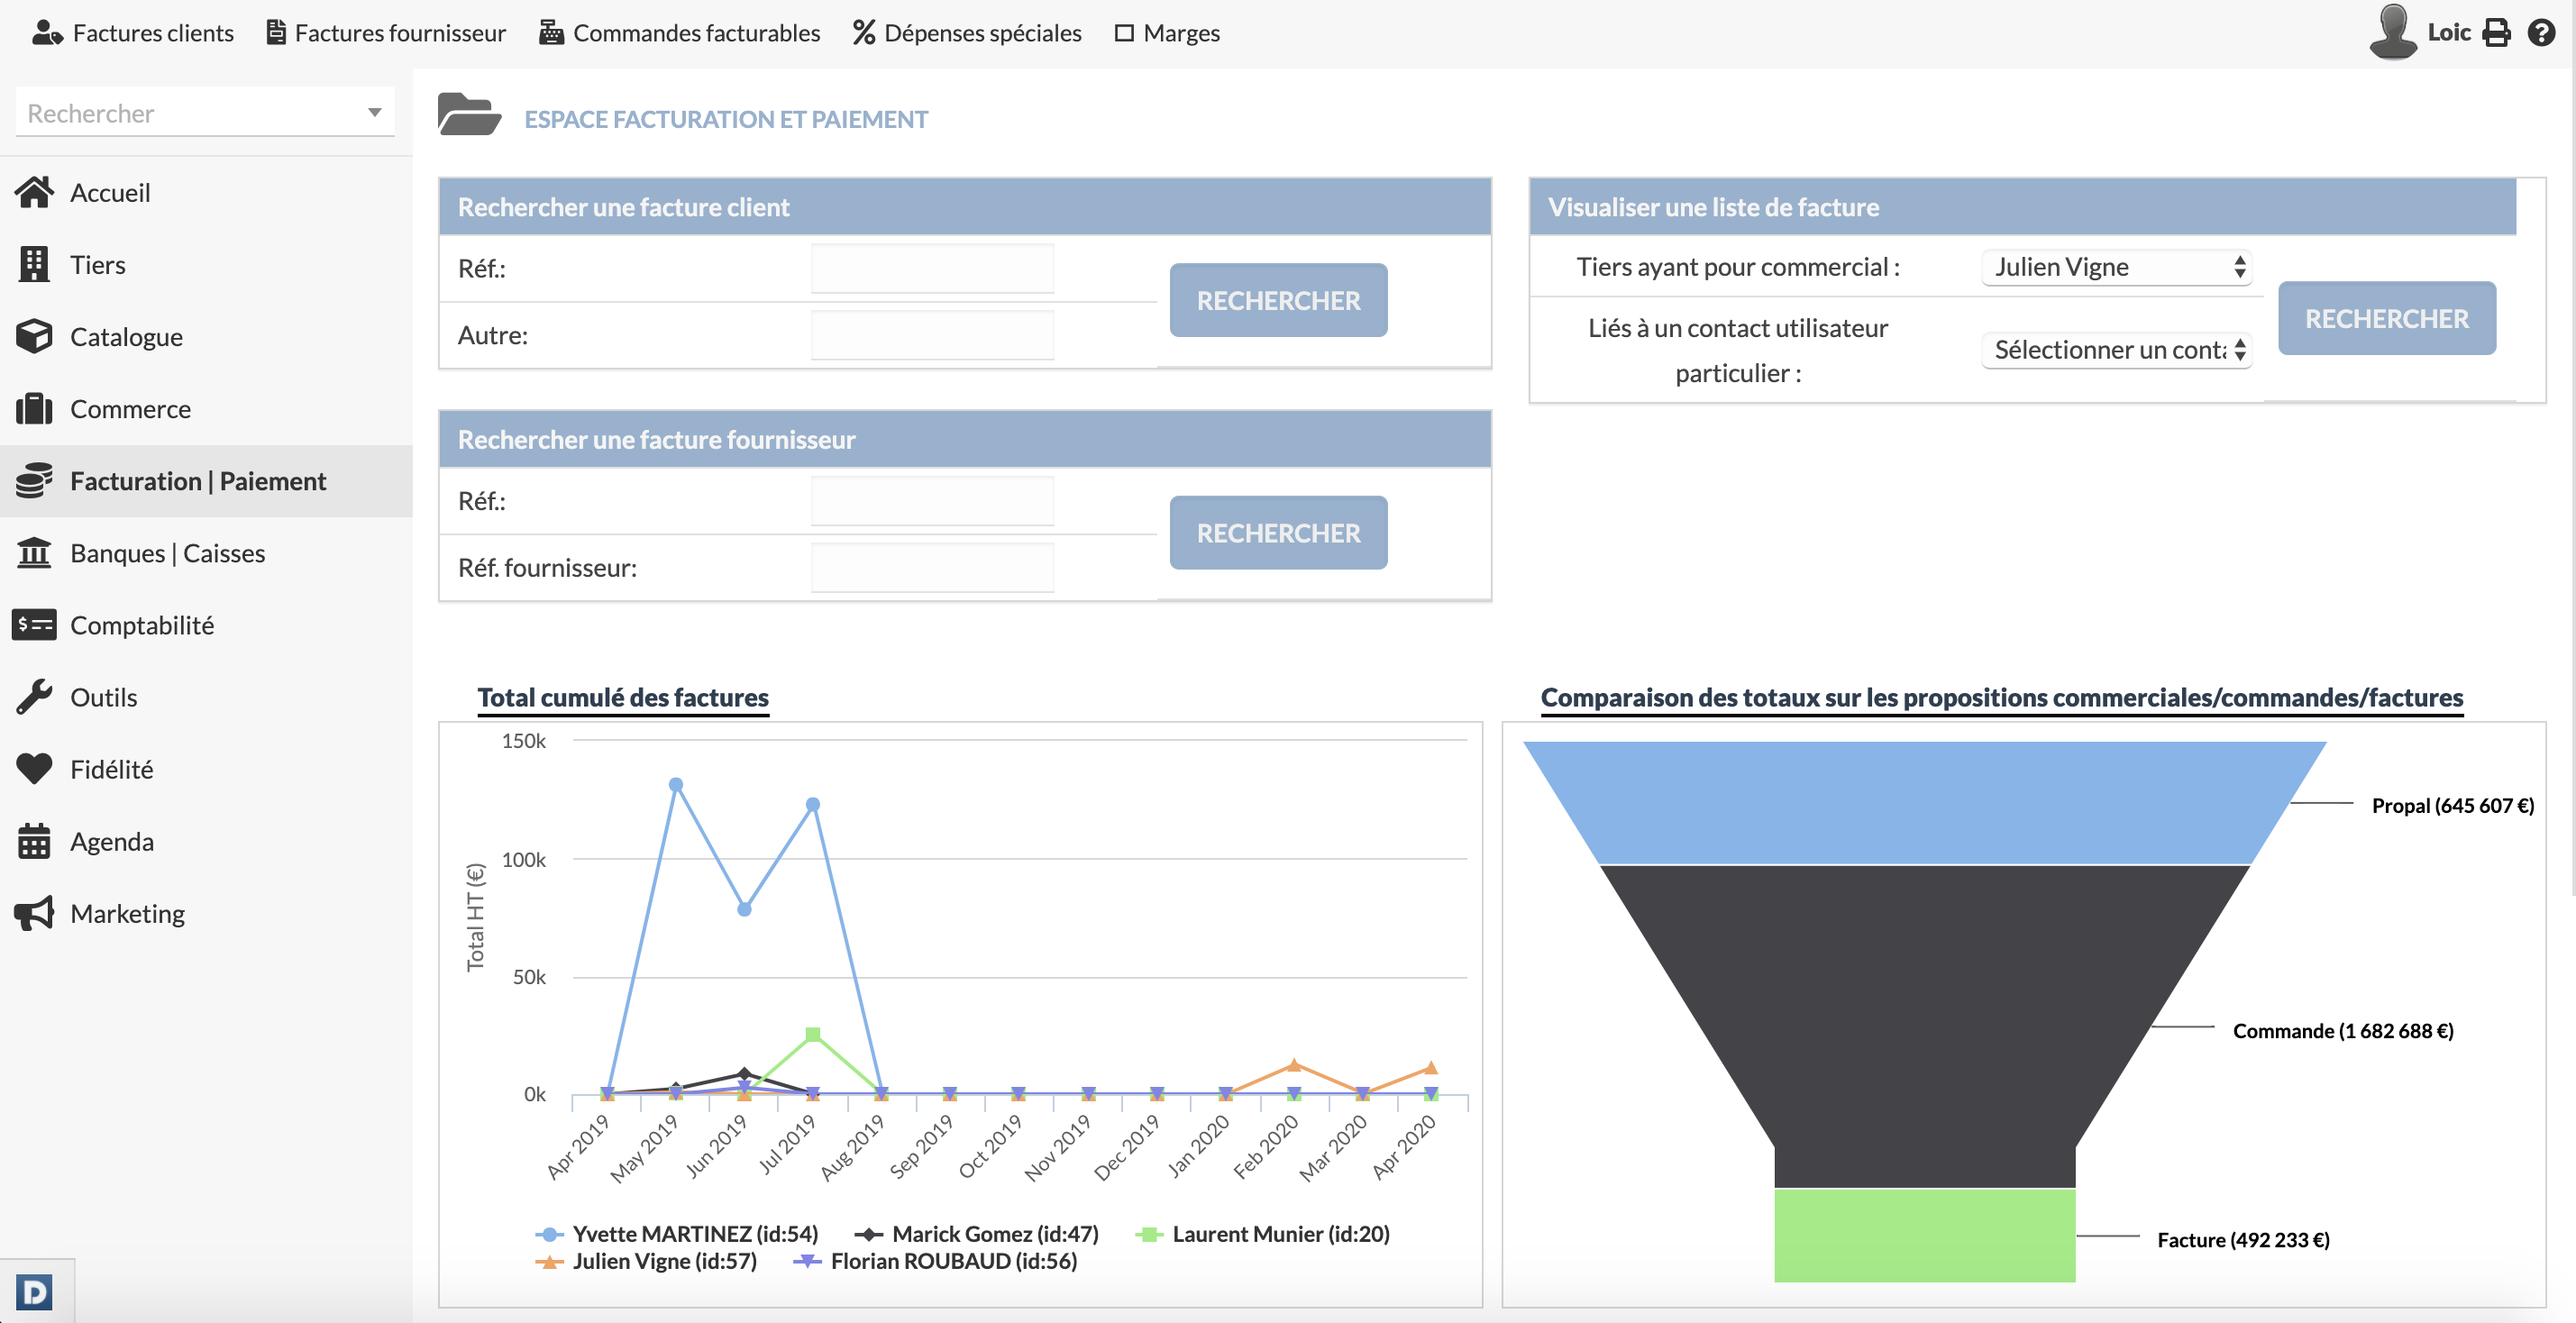 Factures clients
Factures fournisseur
Commandes facturables
Dépenses spéciales
Marges
Loic
Rechercher
Accueil
Tiers
Catalogue
Commerce
Facturation | Paiement
Banques | Caisses
Comptabilité
Outils
Fidélité
Agenda
Marketing
D
ESPACE FACTURATION ET PAIEMENT
Rechercher une facture client
Réf.:
Autre:
RECHERCHER
Visualiser une liste de facture
Tiers ayant pour commercial :
Julien Vigne
Liés à un contact utilisateur
particulier :
Sélectionner un conta
RECHERCHER
Rechercher une facture fournisseur
Réf.:
Réf. fournisseur:
RECHERCHER
Total cumulé des factures
150k
100k
50k
0k
Total HT (€)
Apr 2019
May 2019
Jun 2019
Jul 2019
Aug 2019
Sep 2019
Oct 2019
Nov 2019
Dec 2019
Jan 2020
Feb 2020
Mar 2020
Apr 2020
Yvette MARTINEZ (id:54)
Marick Gomez (id:47)
Laurent Munier (id:20)
Julien Vigne (id:57)
Florian ROUBAUD (id:56)
Comparaison des totaux sur les propositions commerciales/commandes/factures
Propal (645 607 €)
Commande (1 682 688 €)
Facture (492 233 €)